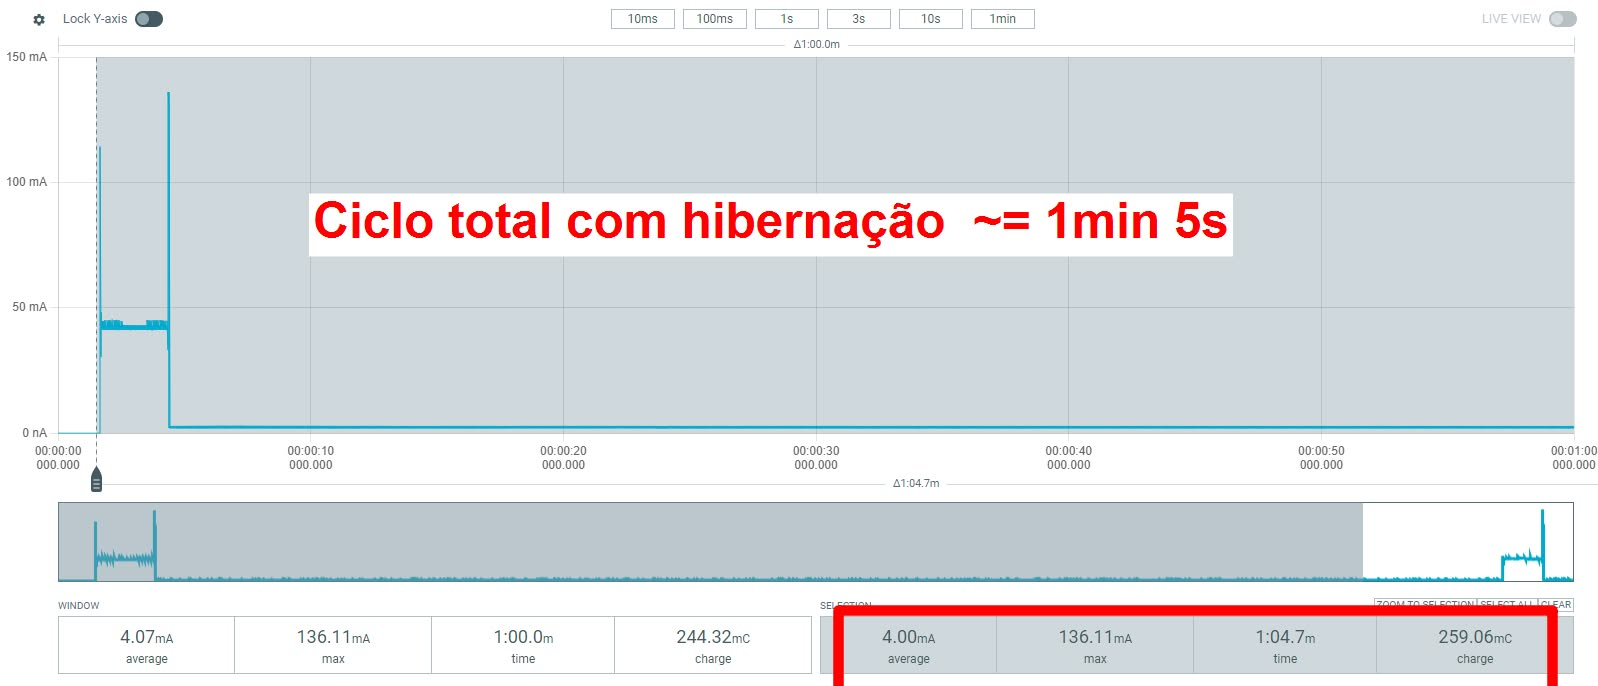 Lock Y-axis
10ms 100ms 1s 3s 10s 1min
LIVE VIEW
Δ1:00.0m
150 mA
100 mA
50 mA
0 nA
Ciclo total com hibernação ~= 1min 5s
00:00:00 00:00:10 00:00:20 00:00:30 00:00:40 00:00:50 00:01:00
000.000 000.000 000.000 000.000 000.000 000.000 000.000
Δ1:04.7m
WINDOW
SELECTION
ZOOM TO SELECTION SELECT ALL CLEAR
4.07mA 136.11mA 1:00.0m 244.32mC
average max time charge
4.00mA 136.11mA 1:04.7m 259.06mC
average max time charge